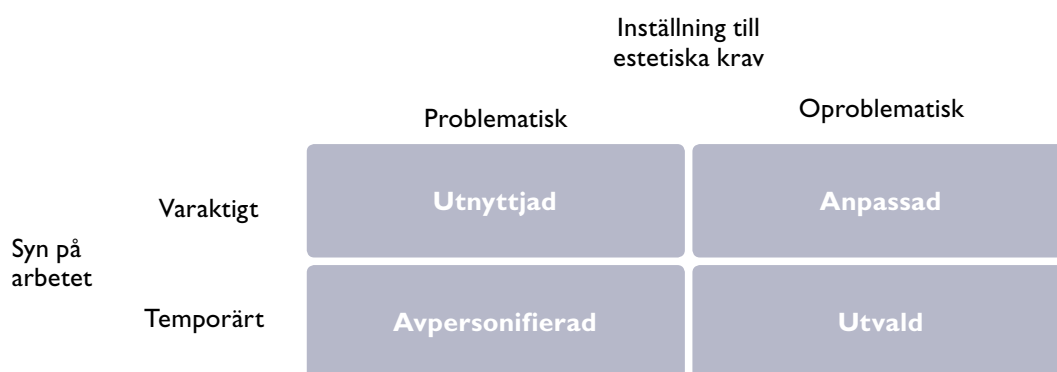 Inställning till
estetiska krav
Problematisk
Oproblematisk
Varaktigt
Utnyttjad
Anpassad
Syn på
arbetet
Temporärt
Avpersonifierad
Utvald